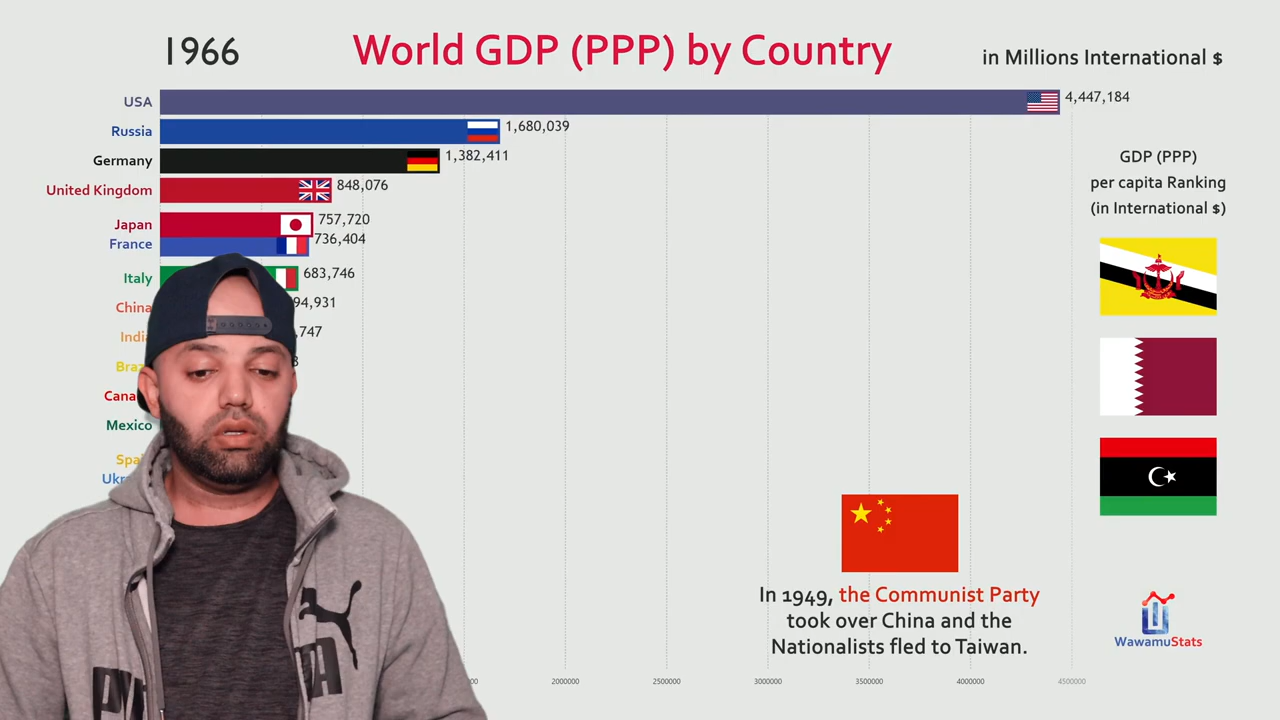 1966
World GDP (PPP) by Country
in Millions International $
USA
4,447,184
Russia
1,680,039
Germany
1,382,411
United Kingdom
848,076
Japan
757,720
France
736,404
Italy
683,746
China
94,931
,747
Mexico
GDP (PPP)
per capita Ranking
(in International $)
In 1949, the Communist Party
took over China and the
Nationalists fled to Taiwan.
WawamuStats
2000000
2500000
3000000
3500000
4000000
4500000